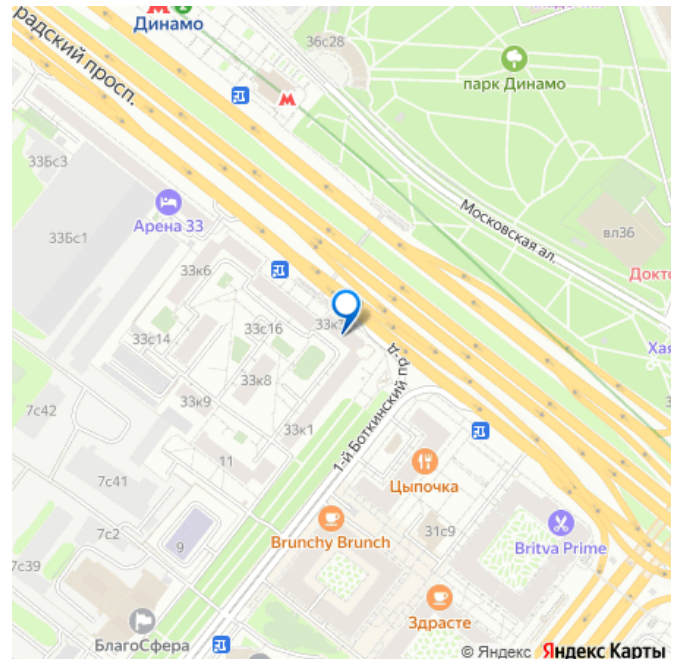 Динамо
радский просп.
36с28
парк Динамо
33Бс3
Арена 33
33Бс1
Московская ал.
вл36
Докто
33к6
33с16
33с14
33к8
33к9
33к1
7с42
11
1-й Боткинский пр-д
Цыпочка
7с41
7с2
9
Brunchy Brunch
31с9
Britva Prime
7с39
Здрасте
БлагоСфера
© Яндекс Яндекс Карты